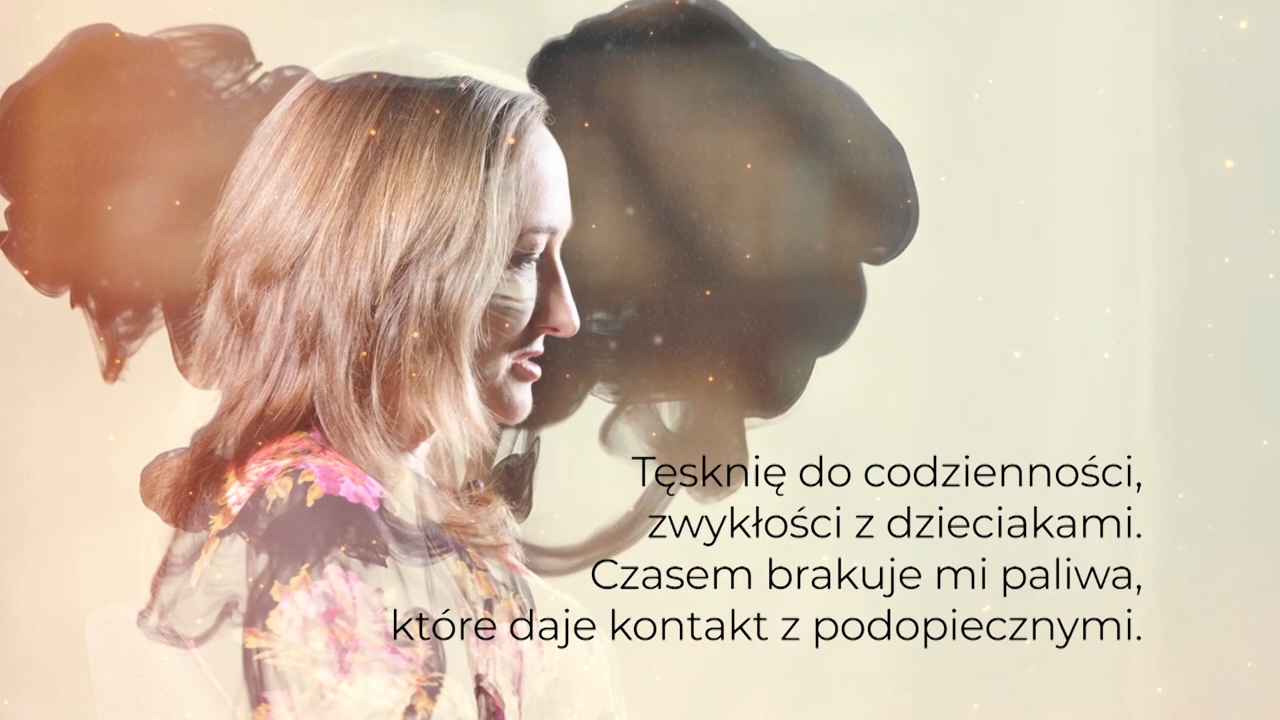 Tęsknię do codzienności,
zwykłości z dzieciakami.
Czasem brakuje mi paliwa,
które daje kontakt z podopiecznymi.